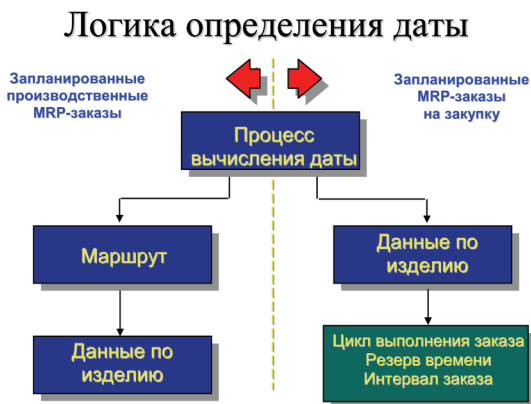 Логика определения даты
Запланированные
производственные
MRP-заказы
Запланированные
MRP-заказы
на закупку
Процесс
вычисления даты
Маршрут
Данные по
изделию
Данные по
изделию
Цикл выполнения заказа
Резерв времени
Интервал заказа